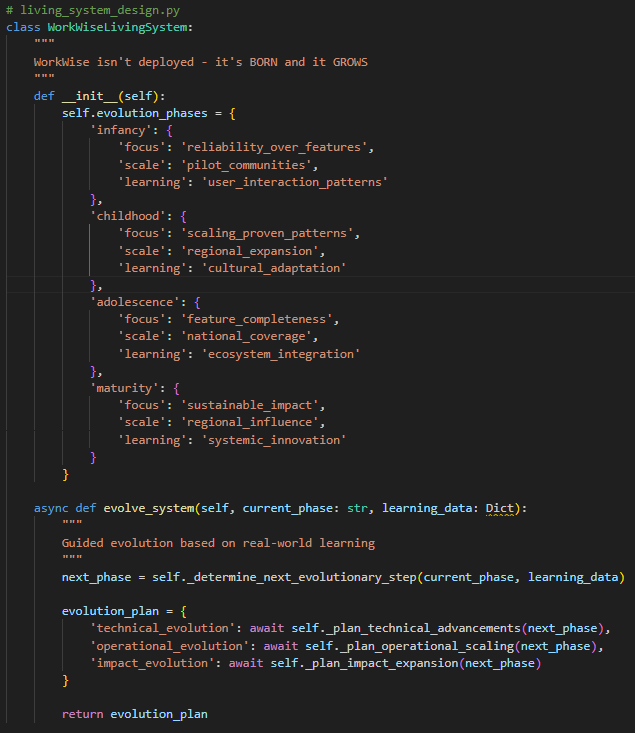 # living_system_design.py
class WorkWiseLivingSystem:
    """
    WorkWise isn't deployed - it's BORN and it GROWS
    """
    def __init__(self):
        self.evolution_phases = {
            'infancy': {
                'focus': 'reliability_over_features',
                'scale': 'pilot_communities',
                'learning': 'user_interaction_patterns'
            },
            'childhood': {
                'focus': 'scaling_proven_patterns',
                'scale': 'regional_expansion',
                'learning': 'cultural_adaptation'
            },
            'adolescence': {
                'focus': 'feature_completeness',
                'scale': 'national_coverage',
                'learning': 'ecosystem_integration'
            },
            'maturity': {
                'focus': 'sustainable_impact',
                'scale': 'regional_influence',
                'learning': 'systemic_innovation'
            }
        }

    async def evolve_system(self, current_phase: str, learning_data: Dict):
        """
        Guided evolution based on real-world learning
        """
        next_phase = self._determine_next_evolutionary_step(current_phase, learning_data)

        evolution_plan = {
            'technical_evolution': await self._plan_technical_advancements(next_phase),
            'operational_evolution': await self._plan_operational_scaling(next_phase),
            'impact_evolution': await self._plan_impact_expansion(next_phase)
        }

        return evolution_plan